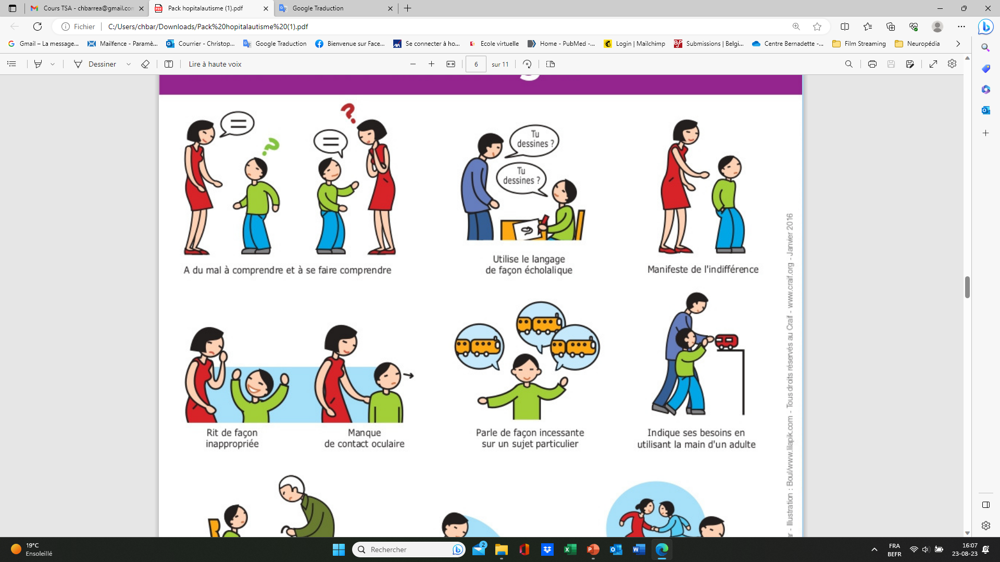 Cours TSA - chbarrea@gmail.com
Pack hopitalautisme (1).pdf
Google Traduction
Fichier
C:/Users/chbar/Downloads/Pack%20hopitalautisme%20(1).pdf
Gmail – La message...
Mailfence - Paramè...
Courrier - Christop...
Google Traduction
Bienvenue sur Face...
AXA
Se connecter à ho...
Ecole virtuelle
Home - PubMed -...
Login | Mailchimp
Submissions | Belgi...
Centre Bernadette -...
Film Streaming
Neuropédia
Dessiner
Lire à haute voix
6
sur 11
?
?
Tu
dessines ?
Tu
dessines ?
A du mal à comprendre et à se faire comprendre
Utilise le langage
de façon écholalique
Manifeste de l'indifférence
Rit de façon
inappropriée
Manque
de contact oculaire
Parle de façon incessante
sur un sujet particulier
Indique ses besoins en
utilisant la main d'un adulte
- Illustration : Boul/www.lilapik.com - Tous droits réservés au Craif - www.craif.org - Janvier 2016
19°C
Ensoleillé
Rechercher
2
FRA
BEFR
16:07
23-08-23